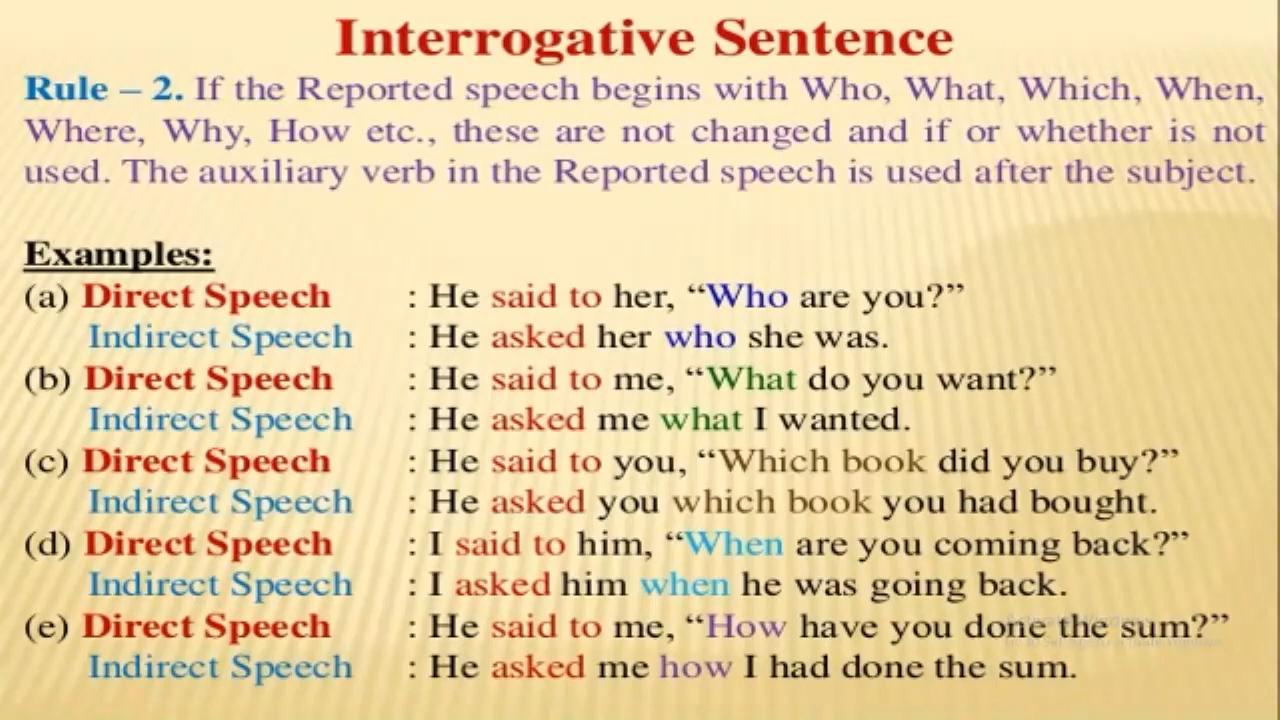 Interrogative Sentence
Rule – 2. If the Reported speech begins with Who, What, Which, When,
Where, Why, How etc., these are not changed and if or whether is not
used. The auxiliary verb in the Reported speech is used after the subject.
Examples:
(a) Direct Speech : He said to her, “Who are you?”
Indirect Speech : He asked her who she was.
(b) Direct Speech : He said to me, “What do you want?”
Indirect Speech : He asked me what I wanted.
(c) Direct Speech : He said to you, “Which book did you buy?”
Indirect Speech : He asked you which book you had bought.
(d) Direct Speech : I said to him, “When are you coming back?”
Indirect Speech : I asked him when he was going back.
(e) Direct Speech : He said to me, “How have you done the sum?”
Indirect Speech : He asked me how I had done the sum.